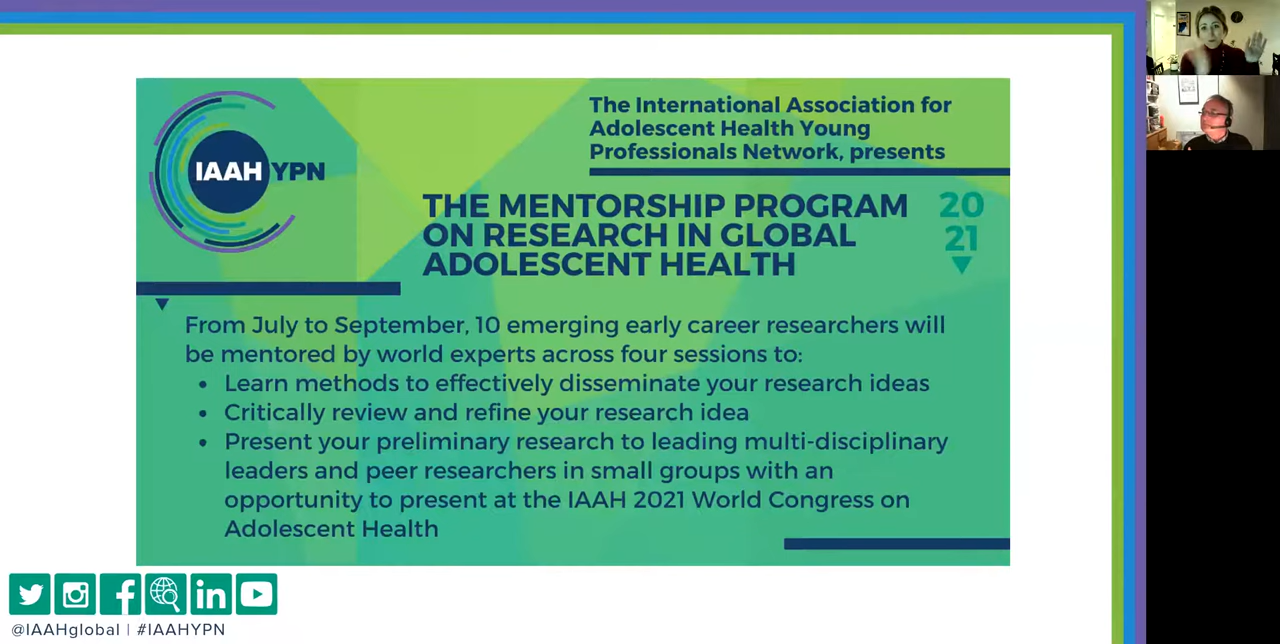 IAAH YPN
The International Association for
Adolescent Health Young
Professionals Network, presents
THE MENTORSHIP PROGRAM
ON RESEARCH IN GLOBAL
ADOLESCENT HEALTH
20
21
From July to September, 10 emerging early career researchers will
be mentored by world experts across four sessions to:
• Learn methods to effectively disseminate your research ideas
• Critically review and refine your research idea
• Present your preliminary research to leading multi-disciplinary
leaders and peer researchers in small groups with an
opportunity to present at the IAAH 2021 World Congress on
Adolescent Health
@IAAHglobal | #IAAHYPN